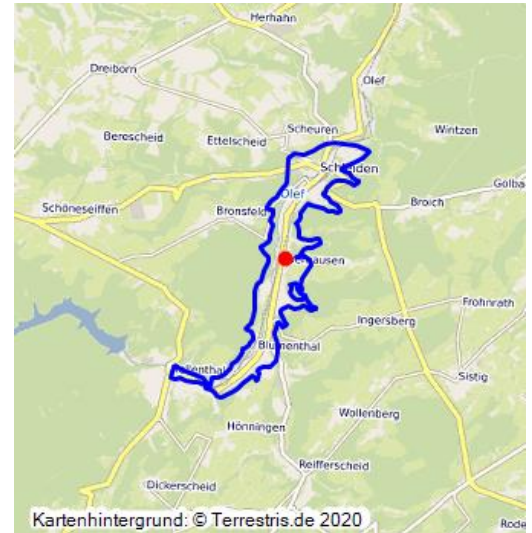 Herhahn
Dreiborn
Olef
Scheuren
Wintzen
Berescheid
Ettelscheid
Schleiden
Olef
Golba
Schöneseiffen
Bronsfeld
Broich
Frohnrath
Ingersberg
Blumenthal
Sistig
Wollenberg
Hönningen
Reifferscheid
Dickerscheid
Rode
Kartenhintergrund: © Terrestris.de 2020